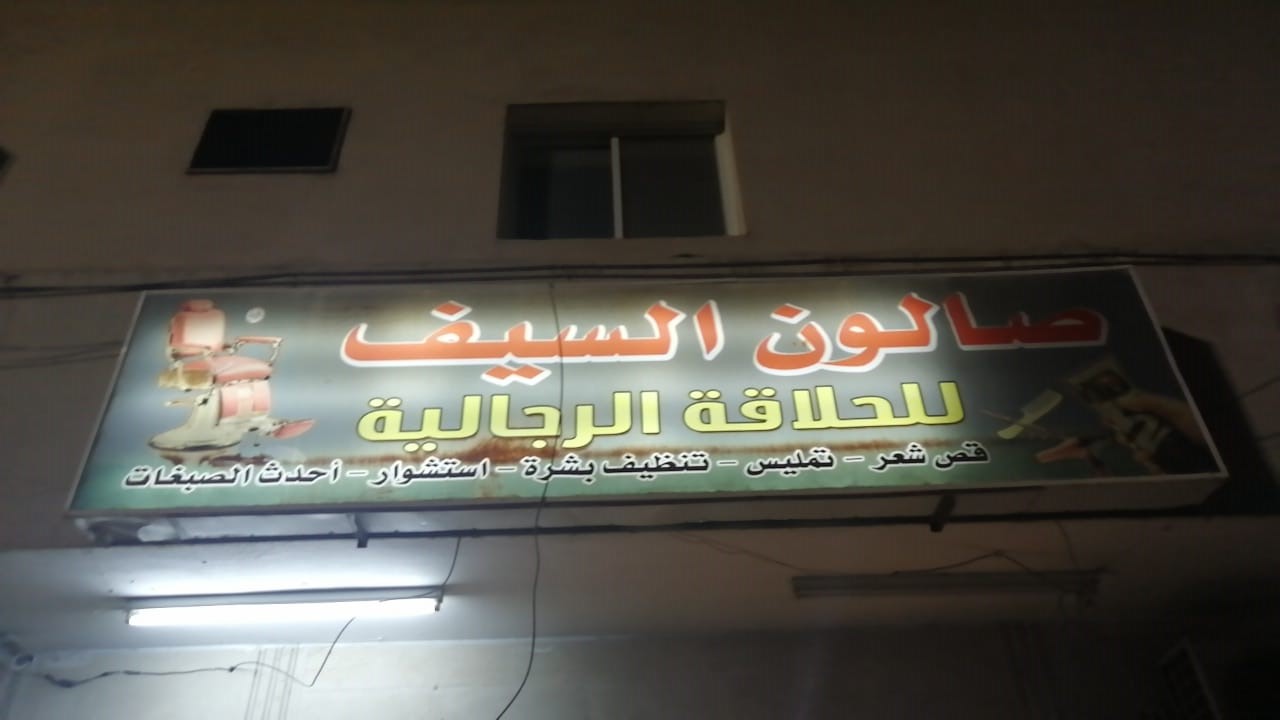 صالون السيف
للحلاقة الرجالية
قص شعر - تمليس - تنظيف بشرة - استشوار - أحدث الصبغات